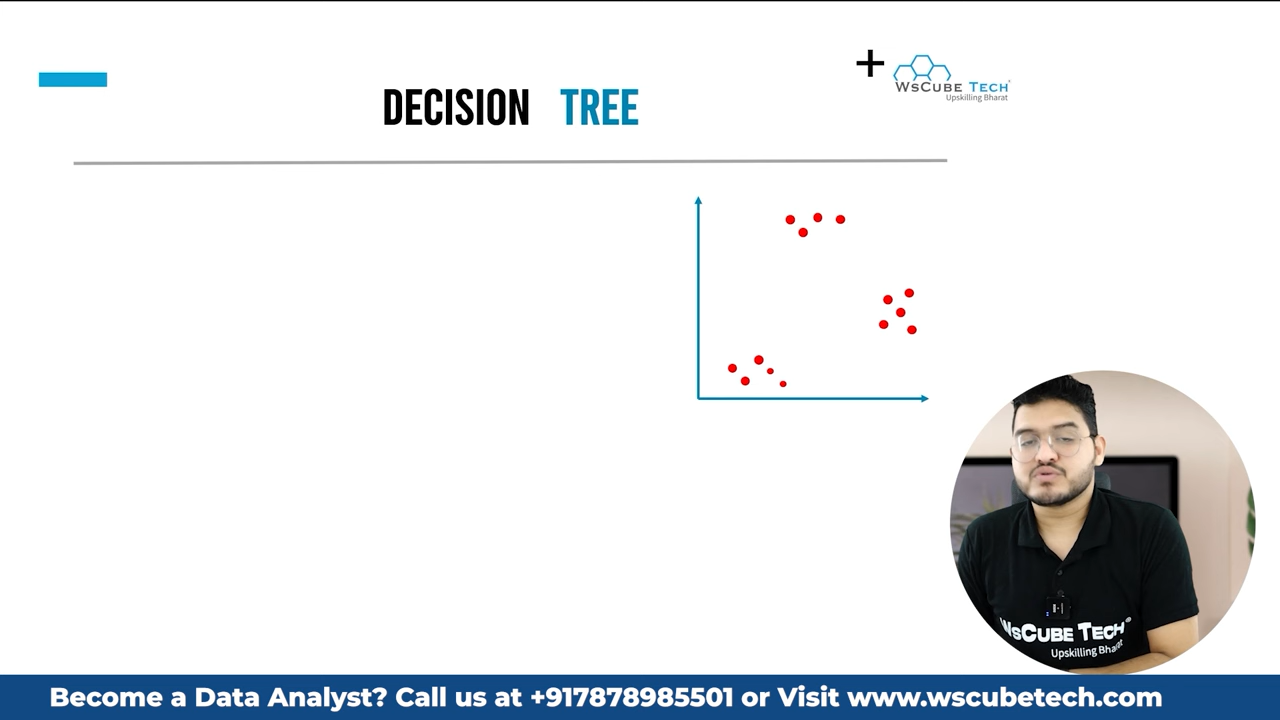 DECISION TREE
WSCUBE TECH
Upskilling Bharat
WSCUBE TECH
Upskilling Bharat
Become a Data Analyst? Call us at +917878985501 or Visit www.wscubetech.com